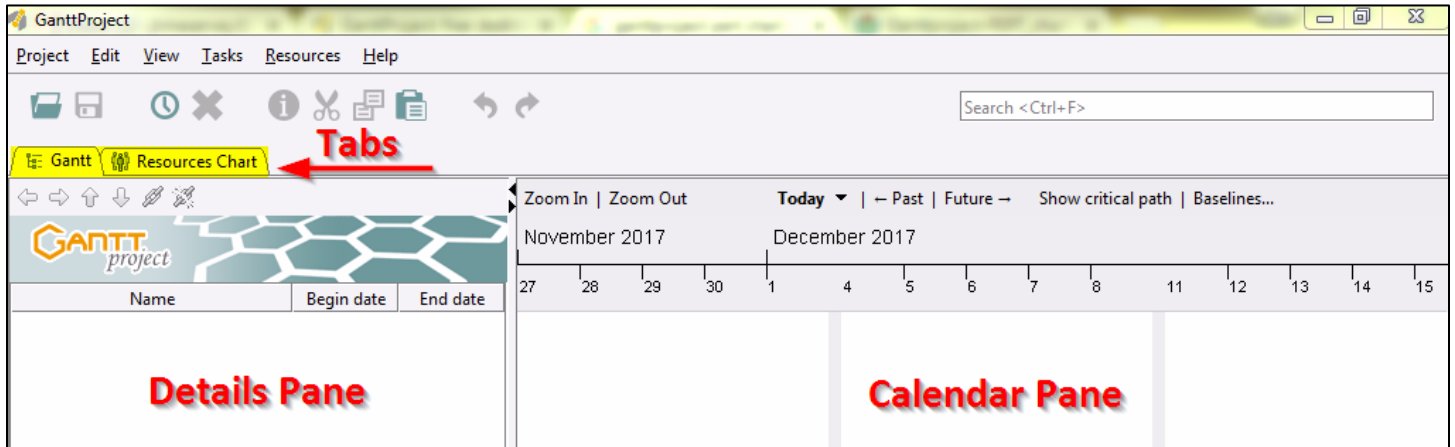 GanttProject
Project Edit View Tasks Resources Help
Search <Ctrl+F>
Tabs
Gantt Resources Chart
Zoom In | Zoom Out Today ▼ | ← Past | Future → Show critical path | Baselines...
GANTT project
November 2017 December 2017
27 28 29 30 1 4 5 6 7 8 11 12 13 14 15
Name Begin date End date
Details Pane Calendar Pane